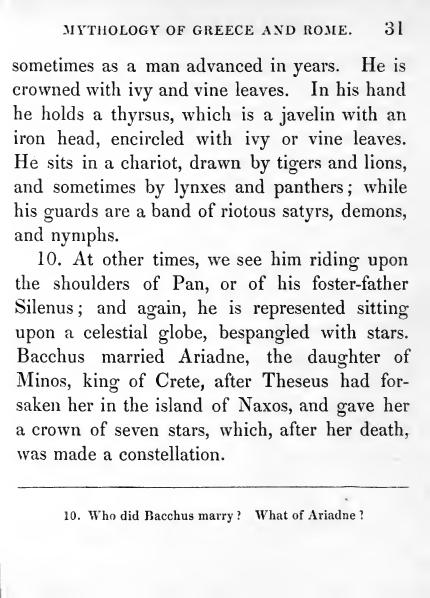 MYTHOLOGY OF GREECE AND ROME. 31
sometimes as a man advanced in years. He is
crowned with ivy and vine leaves. In his hand
he holds a thyrsus, which is a javelin with an
iron head, encircled with ivy or vine leaves.
He sits in a chariot, drawn by tigers and lions,
and sometimes by lynxes and panthers; while
his guards are a band of riotous satyrs, demons,
and nymphs.
10. At other times, we see him riding upon
the shoulders of Pan, or of his foster-father
Silenus; and again, he is represented sitting
upon a celestial globe, bespangled with stars.
Bacchus married Ariadne, the daughter of
Minos, king of Crete, after Theseus had for-
saken her in the island of Naxos, and gave her
a crown of seven stars, which, after her death,
was made a constellation.
10. Who did Bacchus marry? What of Ariadne?